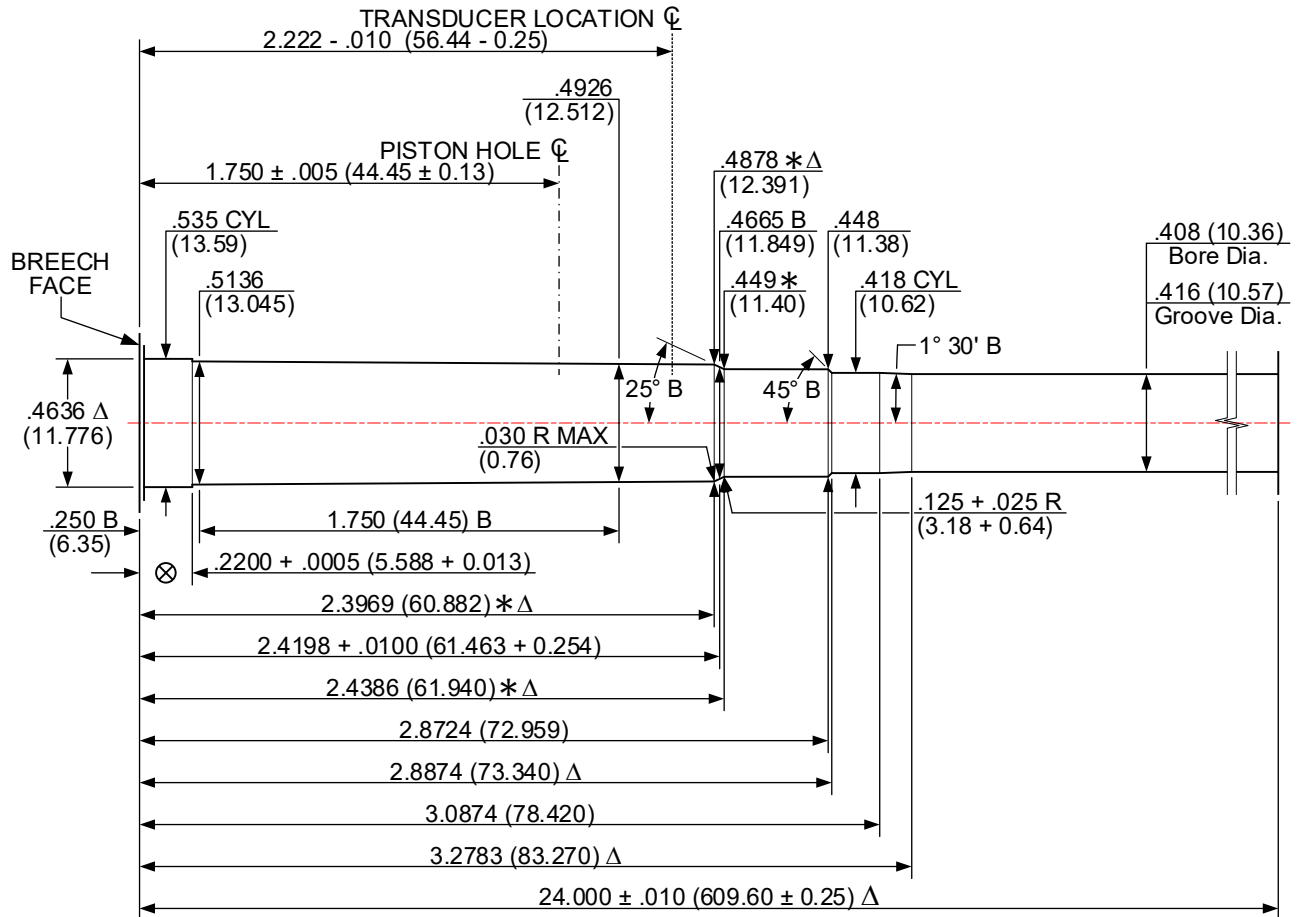 TRANSDUCER LOCATION ℄
2.222 - .010 (56.44 - 0.25)
.4926
(12.512)
PISTON HOLE ℄
1.750 ± .005 (44.45 ± 0.13)
.4878 * Δ
(12.391)
.535 CYL
(13.59)
.4665 B
(11.849)
.448
(11.38)
.408 (10.36)
Bore Dia.
BREECH
FACE
.5136
(13.045)
.449 *
(11.40)
.418 CYL
(10.62)
.416 (10.57)
Groove Dia.
1° 30' B
25° B
45° B
.4636 Δ
(11.776)
.030 R MAX
(0.76)
.250 B
(6.35)
1.750 (44.45) B
.125 + .025 R
(3.18 + 0.64)
⊗
.2200 + .0005 (5.588 + 0.013)
2.3969 (60.882) * Δ
2.4198 + .0100 (61.463 + 0.254)
2.4386 (61.940) * Δ
2.8724 (72.959)
2.8874 (73.340) Δ
3.0874 (78.420)
3.2783 (83.270) Δ
24.000 ± .010 (609.60 ± 0.25) Δ